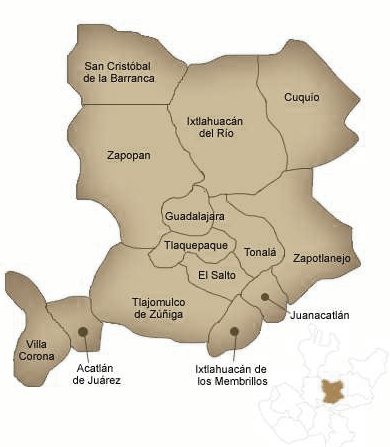 San Cristóbal
de la Barranca
Cuquío
Ixtlahuacán
del Río
Zapopan
Guadalajara
Tlaquepaque
Tonalá
Zapotlanejo
El Salto
Tlajomulco
de Zúñiga
Juanacatlán
Villa
Corona
Acatlán
de Juárez
Ixtlahuacán de
los Membrillos